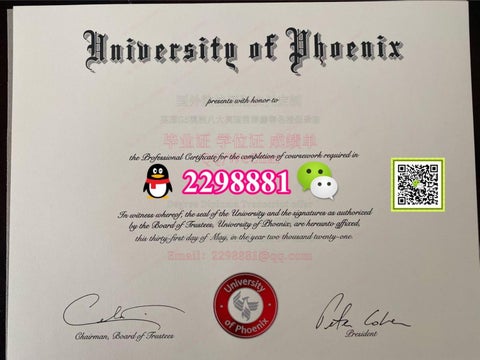 University of Phoenix
presents with honor to
毕业证 学位证 成绩单
the Professional Certificate for the completion of coursework required in
2298881
In witness whereof, the seal of the University and the signatures as authorized
by the Board of Trustees, University of Phoenix, are hereunto affixed,
this thirty-first day of May, in the year two thousand twenty-one.
Email: 2298881@qq.com
University
of Phoenix
Chairman, Board of Trustees
Peter Cohen
President